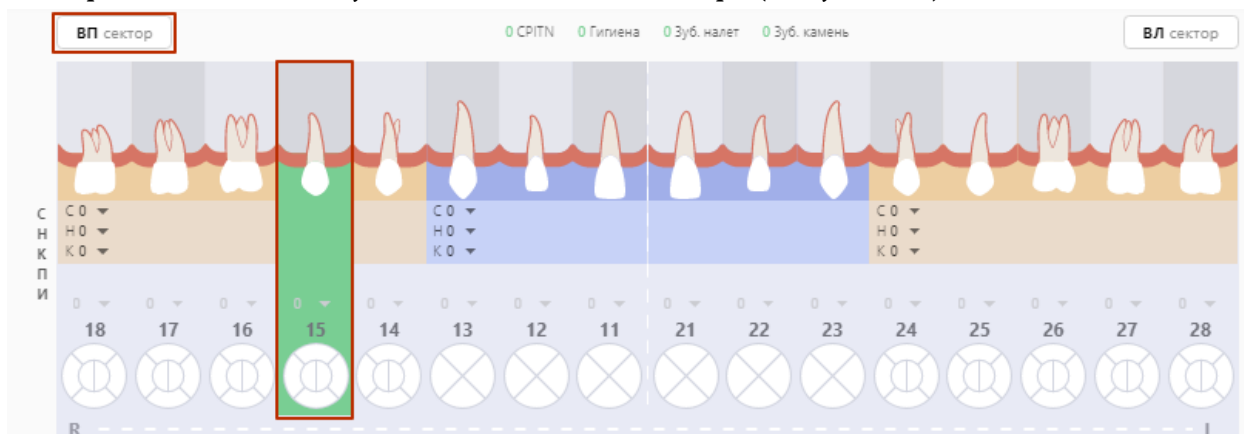 ВП сектор 0 CPITN 0 Гигиена 0 Зуб. налет 0 Зуб. камень ВЛ сектор
С С 0 С 0 С 0
Н Н 0 Н 0 Н 0
К К 0 К 0 К 0
П
И 0 0 0 0 0 0 0 0 0 0 0 0 0 0 0 0
18 17 16 15 14 13 12 11 21 22 23 24 25 26 27 28
R L